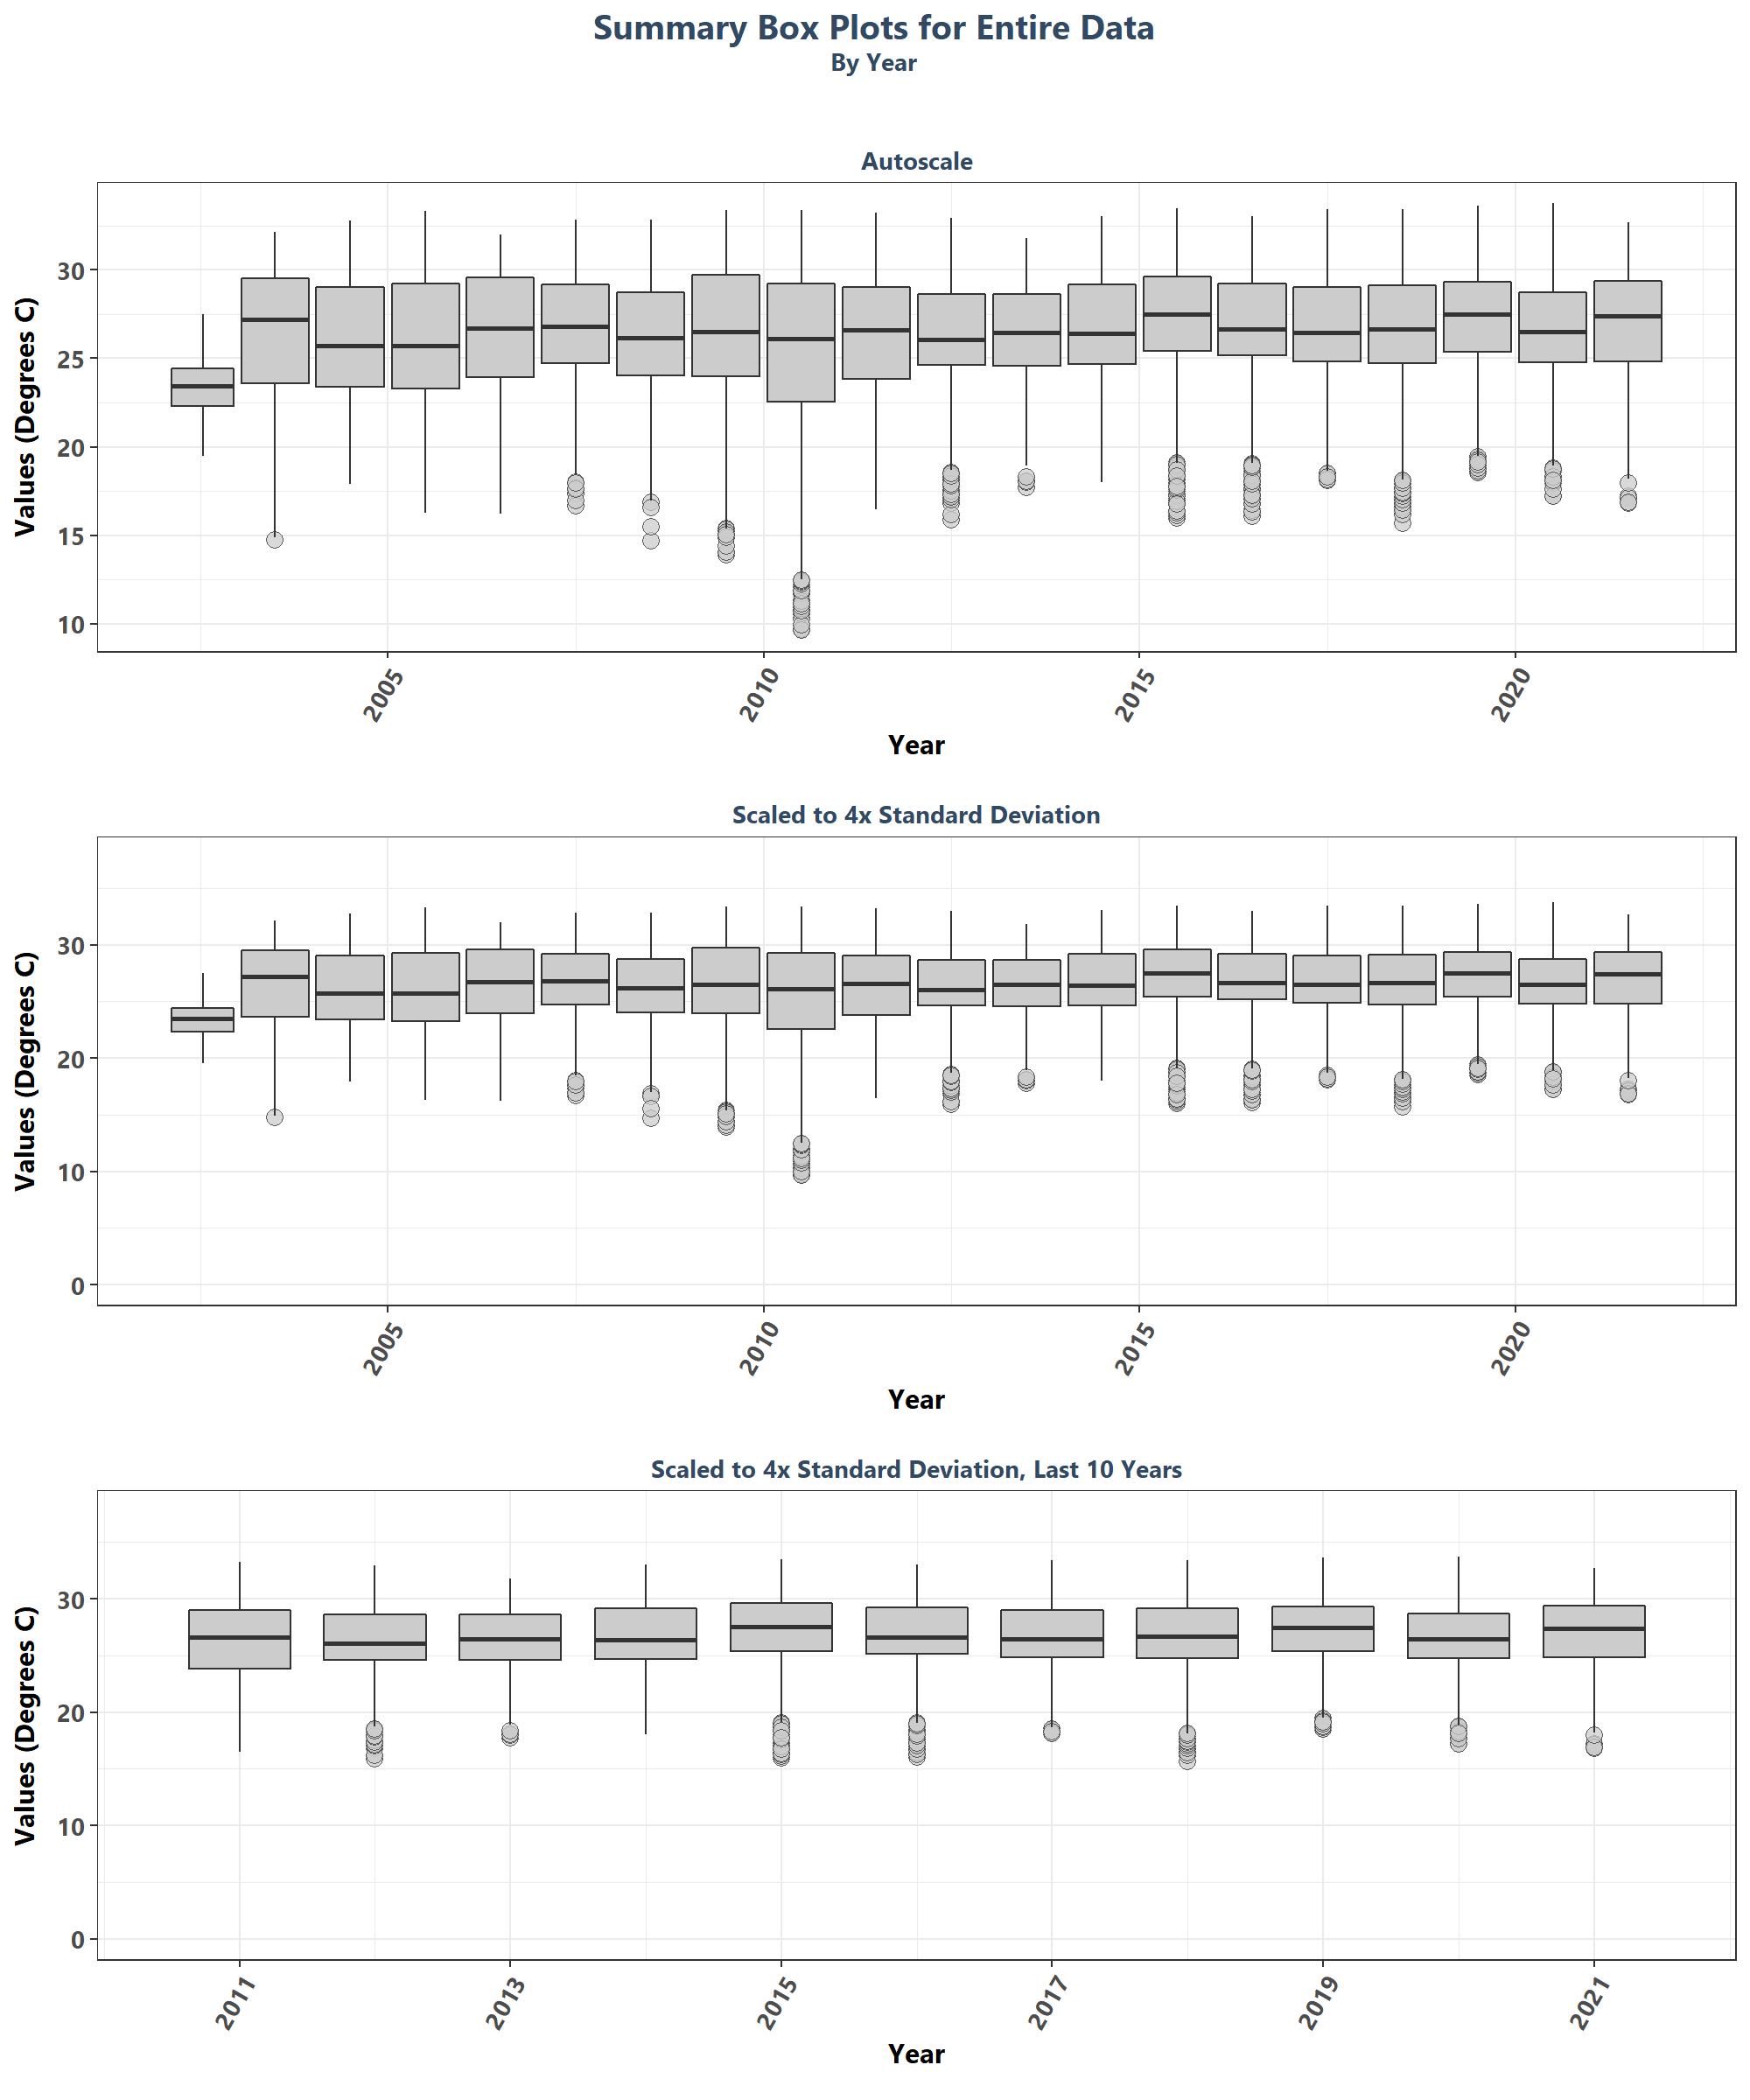 Summary Box Plots for Entire Data
By Year
Autoscale
Values (Degrees C)
30
25
20
15
10
2005
2010
2015
2020
Year
Scaled to 4x Standard Deviation
Values (Degrees C)
30
20
10
0
2005
2010
2015
2020
Year
Scaled to 4x Standard Deviation, Last 10 Years
Values (Degrees C)
30
20
10
0
2011
2013
2015
2017
2019
2021
Year